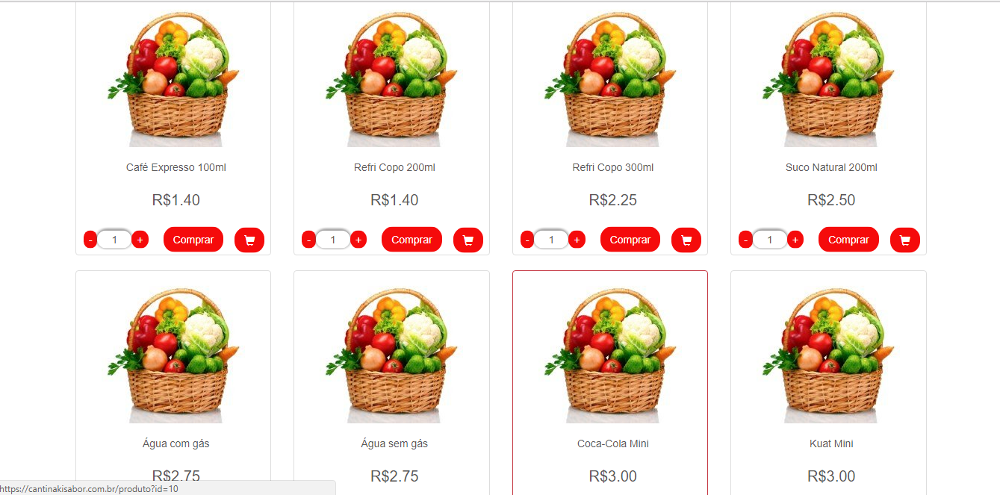 Café Expresso 100ml
Refri Copo 200ml
Refri Copo 300ml
Suco Natural 200ml
R$1.40
R$1.40
R$2.25
R$2.50
- 1 + Comprar
- 1 + Comprar
- 1 + Comprar
- 1 + Comprar
Água com gás
Água sem gás
Coca-Cola Mini
Kuat Mini
R$2.75
R$2.75
R$3.00
R$3.00
https://cantinakisabor.com.br/produto?id=10